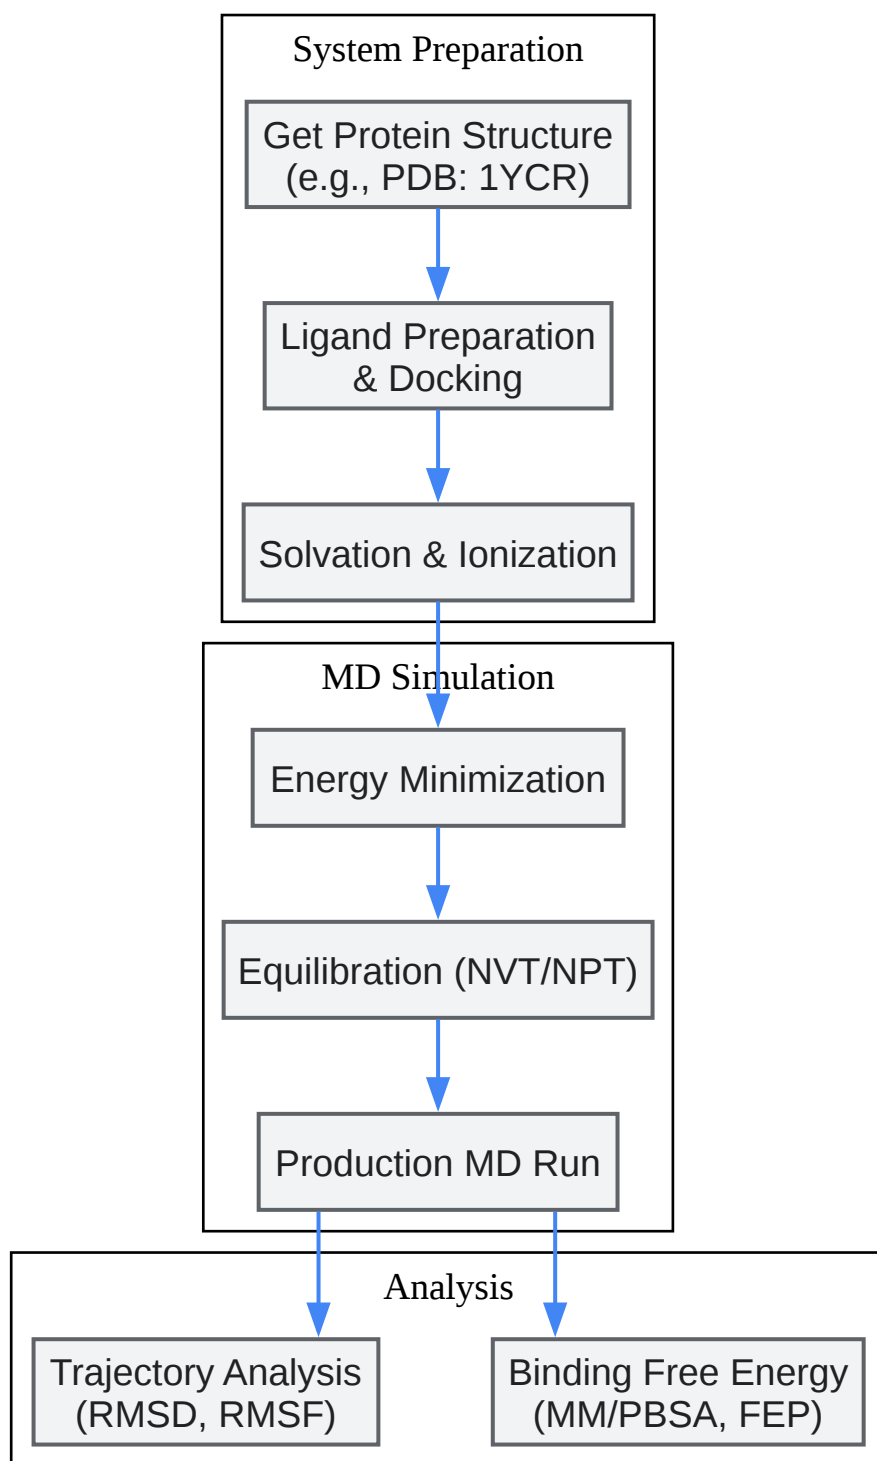 System Preparation
Get Protein Structure
(e.g., PDB: 1YCR)
Ligand Preparation
& Docking
Solvation & Ionization
MD Simulation
Energy Minimization
Equilibration (NVT/NPT)
Production MD Run
Analysis
Trajectory Analysis
(RMSD, RMSF)
Binding Free Energy
(MM/PBSA, FEP)